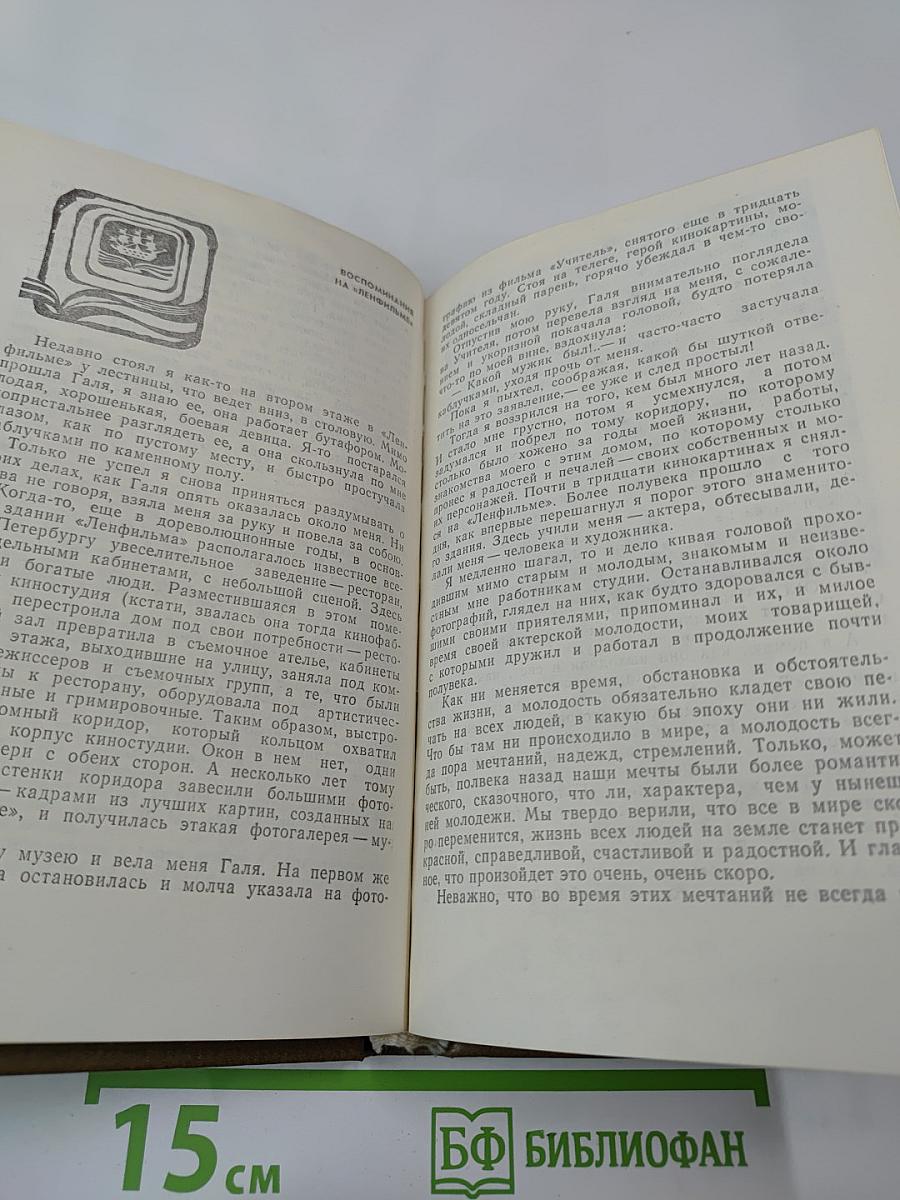 ВОСПОМИНАНИЯ
НА «ЛЕНФИЛЬМЕ»
Недавно стоял я как-то на втором этаже в «Лен-
фильме» у лестницы, что ведет вниз, в столовую. Мимо
прошла Галя, я знаю ее, она работает бутафором. Мо-
лодая, хорошенькая, боевая девица. Я-то постарался
попристальнее разглядеть ее, а она скользнула по мне
глазом, как по пустому месту, и быстро простучала
каблучками по каменному полу.
Только не успел я снова приняться раздумывать о
своих делах, как Галя опять оказалась около меня. Ни
слова не говоря, взяла меня за руку и повела за собою.
Когда-то, еще в дореволюционные годы, в основ-
здании «Ленфильма» располагалось известное все-
Петербургу увеселительное заведение — ресторан,
дельными кабинетами, с небольшой сценой. Здесь
и богатые люди. Разместившаяся в этом поме-
киностудия (кстати, звалась она тогда кинофаб-
перестроила дом под свои потребности — ресто-
зал превратила в съемочное ателье, кабинеты
этажа, выходившие на улицу, заняла под ком-
ежиссеров и съемочных групп, а те, что были
ы к ресторану, оборудовала под артистичес-
ные и гримировочные. Таким образом, выстро-
омный коридор, который кольцом охватил
корпус киностудии. Окон в нем нет, одни
ери с обеих сторон. А несколько лет тому
стенки коридора завесили большими фото-
— кадрами из лучших картин, созданных на
е», и получилась этакая фотогалерея — му-
у музею и вела меня Галя. На первом же
а остановилась и молча указала на фото-
графию из фильма «Учитель», снятого еще в тридцать
девятом году. Стоя на телеге, герой кинокартины, мо-
лодой, складный парень, горячо убеждал в чем-то сво-
их односельчан.
Отпустив мою руку, Галя внимательно поглядела
на Учителя, потом перевела взгляд на меня, с сожале-
нием и укоризной покачала головой, будто потеряла
что-то по моей вине, вздохнула:
— Какой мужик был!.. — и часто-часто застучала
каблучками, уходя прочь от меня.
Пока я пыхтел, соображая, какой бы шуткой отве-
тить на это заявление,— ее уже и след простыл!
Тогда я воззрился на того, кем был много лет назад.
И стало мне грустно, потом я усмехнулся, а потом
задумался и побрел по тому коридору, по которому
столько было хожено за годы моей жизни, работы,
знакомства моего с этим домом, по которому столько
пронес я радостей и печалей — своих собственных и мо-
их персонажей. Почти в тридцати кинокартинах я снял-
ся на «Ленфильме». Более полувека прошло с того
дня, как впервые перешагнул я порог этого знаменито-
го здания. Здесь учили меня — актера, обтесывали, де-
лали меня — человека и художника.
Я медленно шагал, то и дело кивая головой прохо-
дившим мимо старым и молодым, знакомым и неизве-
стным мне работникам студии. Останавливался около
фотографий, глядел на них, как будто здоровался с быв-
шими своими приятелями, припоминал и их, и милое
время своей актерской молодости, моих товарищей,
с которыми дружил и работал в продолжение почти
полувека.
Как ни меняется время, обстановка и обстоятель-
ства жизни, а молодость обязательно кладет свою пе-
чать на всех людей, в какую бы эпоху они ни жили.
Что бы там ни происходило в мире, а молодость всег-
да пора мечтаний, надежд, стремлений. Только, может
быть, полвека назад наши мечты были более романти-
ческого, сказочного, что ли, характера, чем у нынеш
ней молодежи. Мы твердо верили, что все в мире ско
ро переменится, жизнь всех людей на земле станет пр
красной, справедливой, счастливой и радостной. И гла
ное, что произойдет это очень, очень скоро.
Неважно, что во время этих мечтаний не всегда
15 см
БФ БИБЛИОФАН